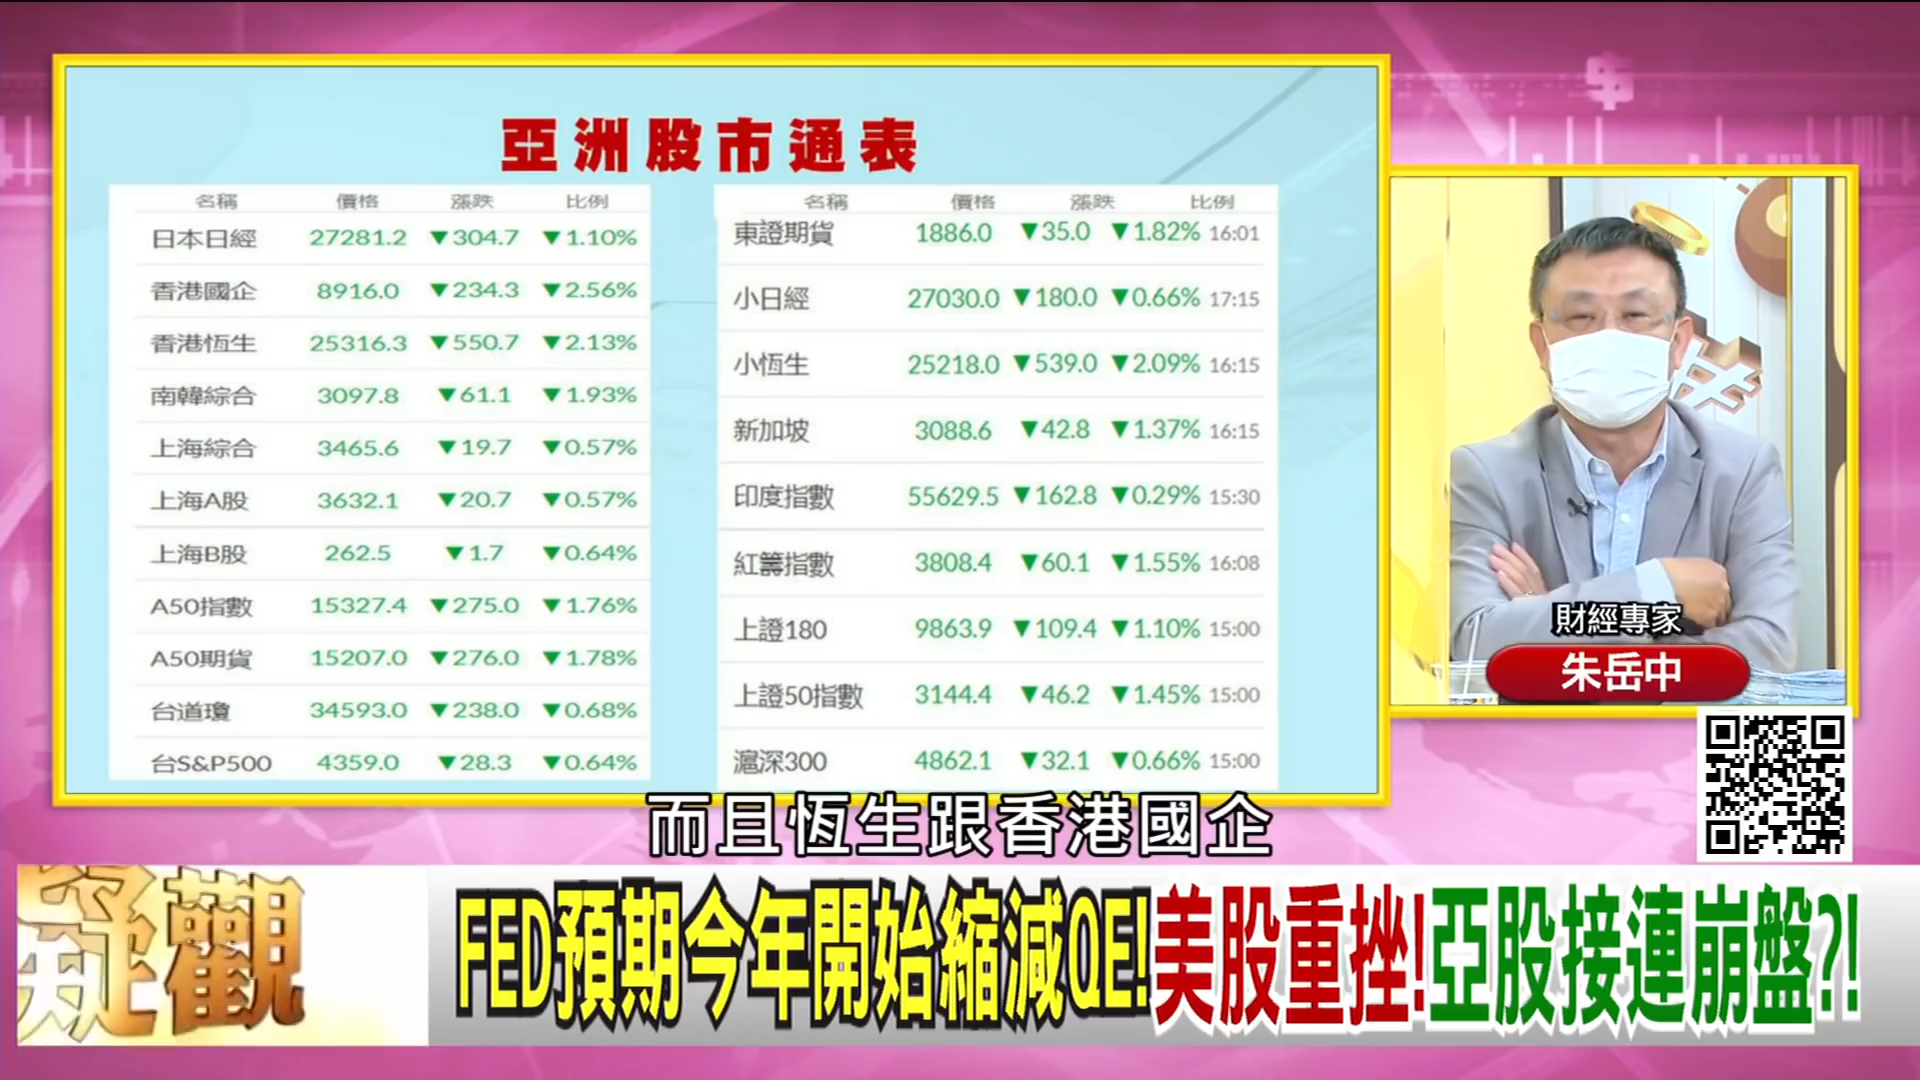 亞洲股市通表
名稱 價格 漲跌 比例
日本日經 27281.2 ▼304.7 ▼1.10%
香港國企 8916.0 ▼234.3 ▼2.56%
香港恆生 25316.3 ▼550.7 ▼2.13%
南韓綜合 3097.8 ▼61.1 ▼1.93%
上海綜合 3465.6 ▼19.7 ▼0.57%
上海A股 3632.1 ▼20.7 ▼0.57%
上海B股 262.5 ▼1.7 ▼0.64%
A50指數 15327.4 ▼275.0 ▼1.76%
A50期貨 15207.0 ▼276.0 ▼1.78%
台道瓊 34593.0 ▼238.0 ▼0.68%
台S&P500 4359.0 ▼28.3 ▼0.64%
名稱 價格 漲跌 比例
東證期貨 1886.0 ▼35.0 ▼1.82% 16:01
小日經 27030.0 ▼180.0 ▼0.66% 17:15
小恆生 25218.0 ▼539.0 ▼2.09% 16:15
新加坡 3088.6 ▼42.8 ▼1.37% 16:15
印度指數 55629.5 ▼162.8 ▼0.29% 15:30
紅籌指數 3808.4 ▼60.1 ▼1.55% 16:08
上證180 9863.9 ▼109.4 ▼1.10% 15:00
上證50指數 3144.4 ▼46.2 ▼1.45% 15:00
滬深300 4862.1 ▼32.1 ▼0.66% 15:00
財經專家
朱岳中
而且恆生跟香港國企
疑觀
FED預期今年開始縮減QE!美股重挫!亞股接連崩盤?!